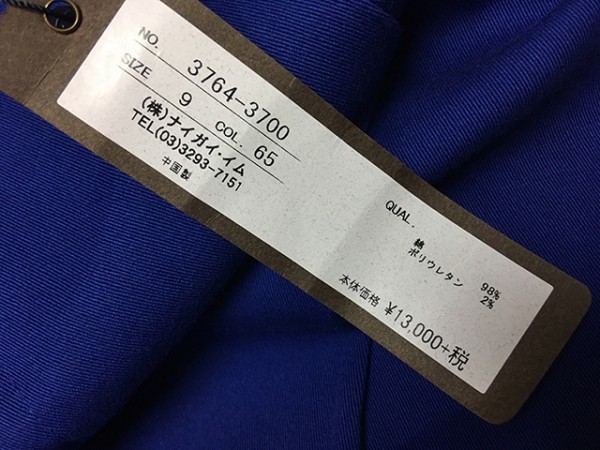 NO. 3764-3700
SIZE 9 COL. 65
(株)ナイガイ・イム
TEL(03)3293-7151
中国製
QUAL.
綿 98%
ポリウレタン 2%
本体価格 ¥13,000+税